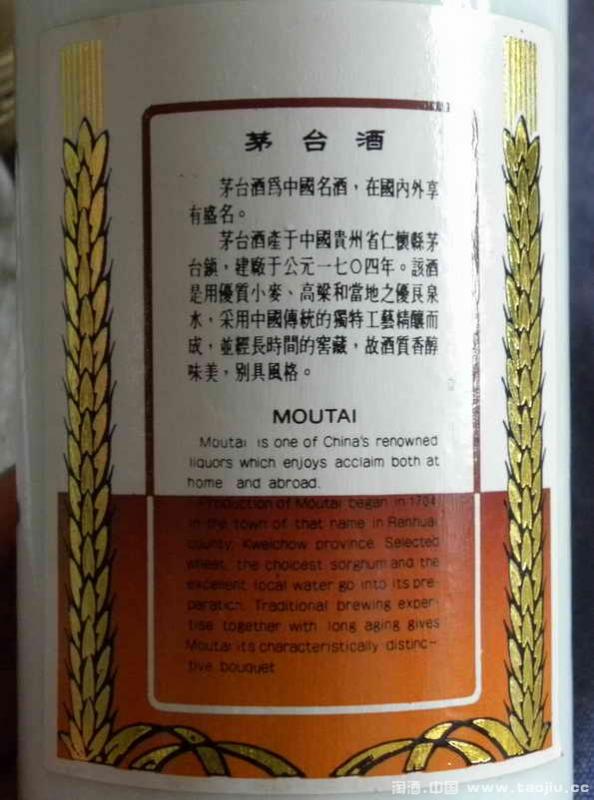 茅台酒
茅台酒爲中國名酒，在國內外享
有盛名。
茅台酒產于中國貴州省仁懷縣茅
台鎮，建廠于公元一七〇四年。該酒
是用優質小麥、高粱和當地之優良泉
水，采用中國傳統的獨特工藝精釀而
成，並經長時間的窖藏，故酒質香醇
味美，別具風格。
MOUTAI
Moutai is one of China's renowned
liquors which enjoys acclaim both at
home and abroad.
Production of Moutai began in 1704
in the town of that name in Renhuai
county, Kweichow province. Selected
wheat, the choicest sorghum and the
excellent local water go into its pre-
paration. Traditional brewing exper-
tise together with long aging gives
Moutai its characteristically distinc-
tive bouquet
淘酒.中国 www.taojiu.cc